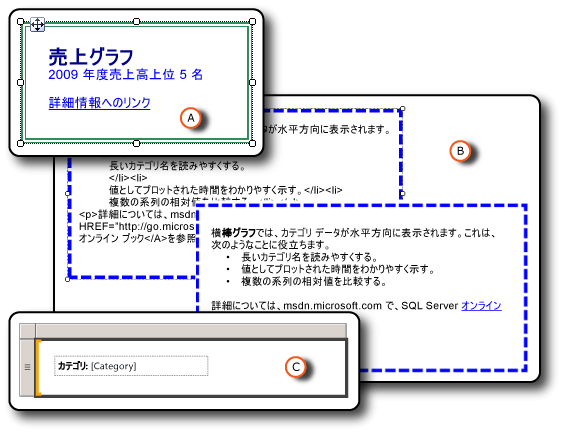 売上グラフ
2009 年度売上高上位 5 名
詳細情報へのリンク
A
が水平方向に表示されます。
B
長いカテゴリ名を読みやすくする。
</li><li>
値としてプロットされた時間をわかりやすく示す。</li><li>
複数の系列の相対値を比較する。
<p>詳細については、msdn
HREF="http://go.micros
オンライン ブック</A>を参照
横棒グラフでは、カテゴリ データが水平方向に表示されます。これは、
次のようなことに役立ちます。
• 長いカテゴリ名を読みやすくする。
• 値としてプロットされた時間をわかりやすく示す。
• 複数の系列の相対値を比較する。
詳細については、msdn.microsoft.com で、SQL Server オンライン
カテゴリ: [Category]
C